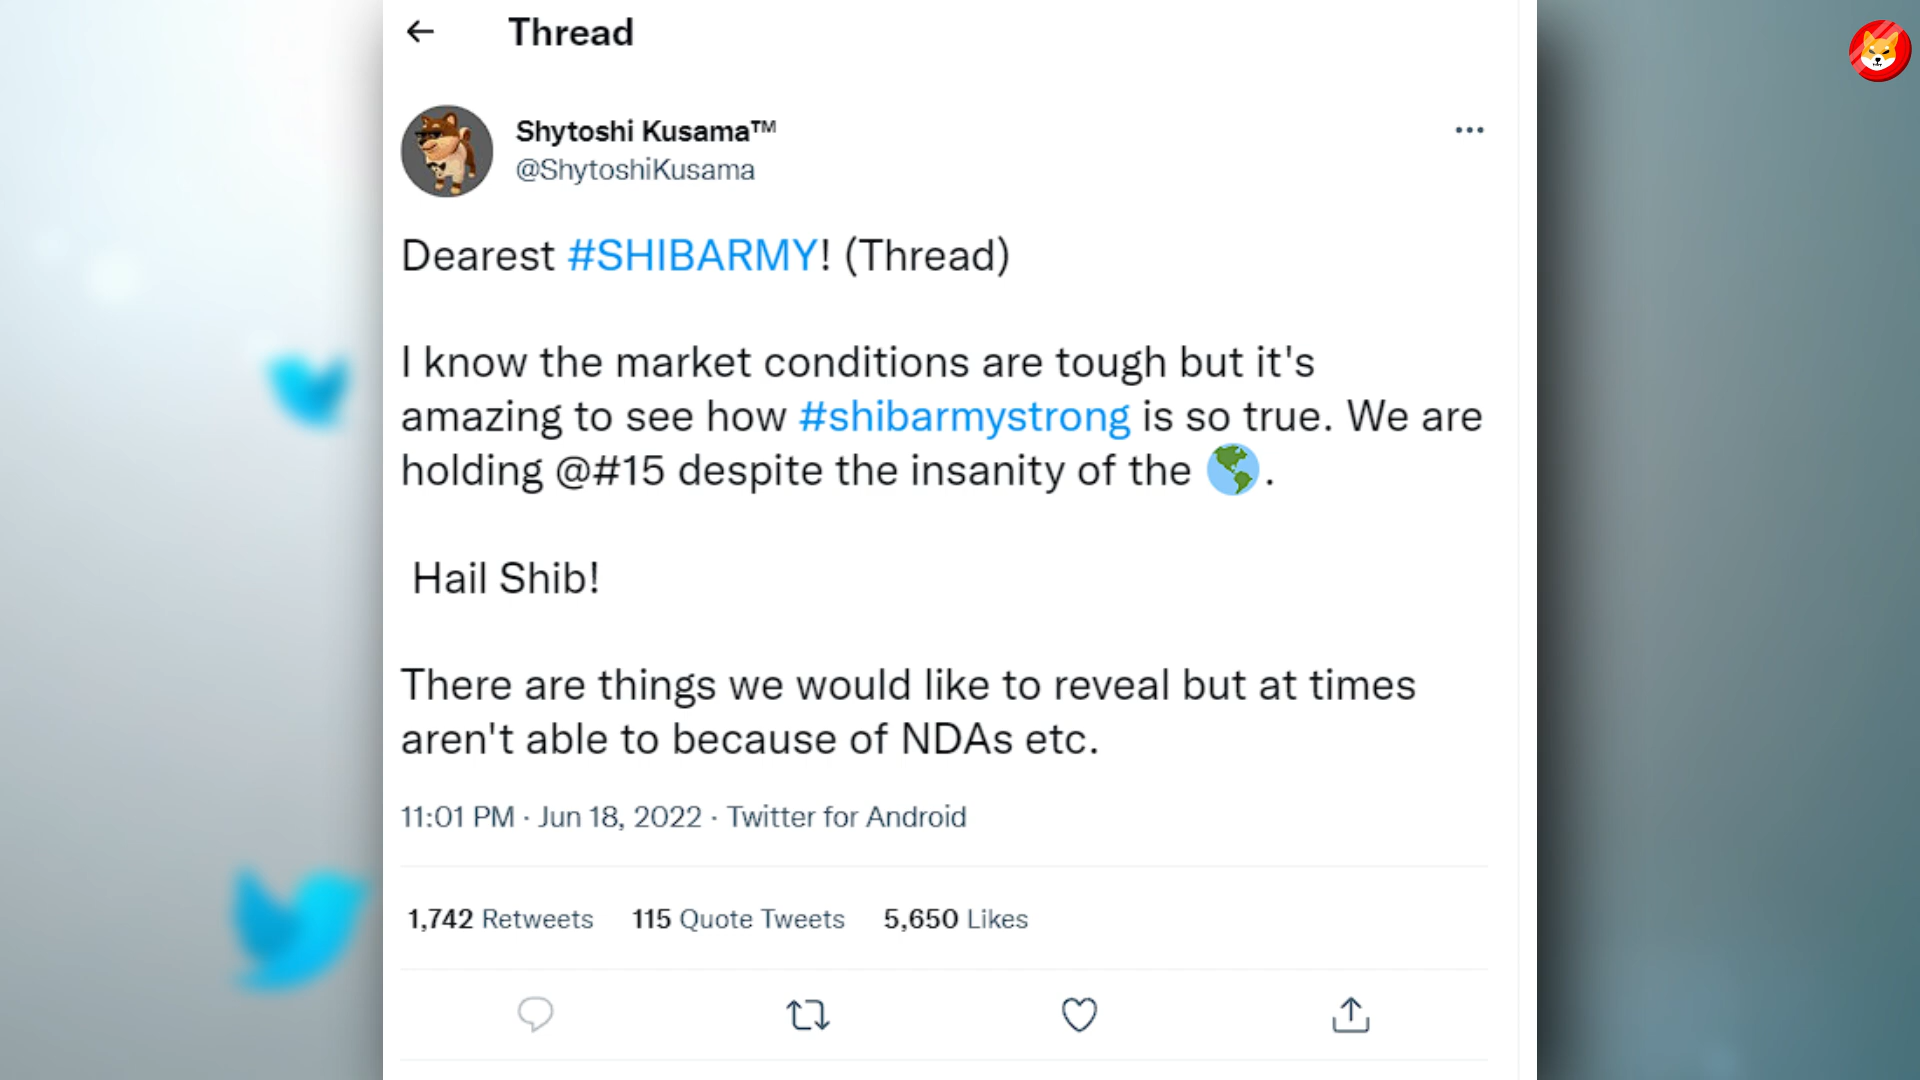 Thread
Shytoshi Kusama™
@ShytoshiKusama
Dearest #SHIBARMY! (Thread)
I know the market conditions are tough but it's
amazing to see how #shibarmystrong is so true. We are
holding @#15 despite the insanity of the 🌎.
Hail Shib!
There are things we would like to reveal but at times
aren't able to because of NDAs etc.
11:01 PM · Jun 18, 2022 · Twitter for Android
1,742 Retweets 115 Quote Tweets 5,650 Likes